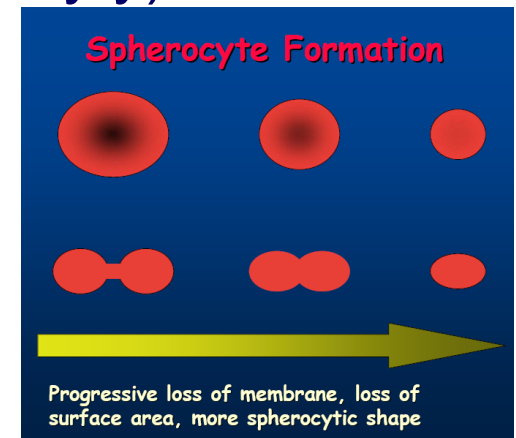 Spherocyte Formation
Progressive loss of membrane, loss of
surface area, more spherocytic shape